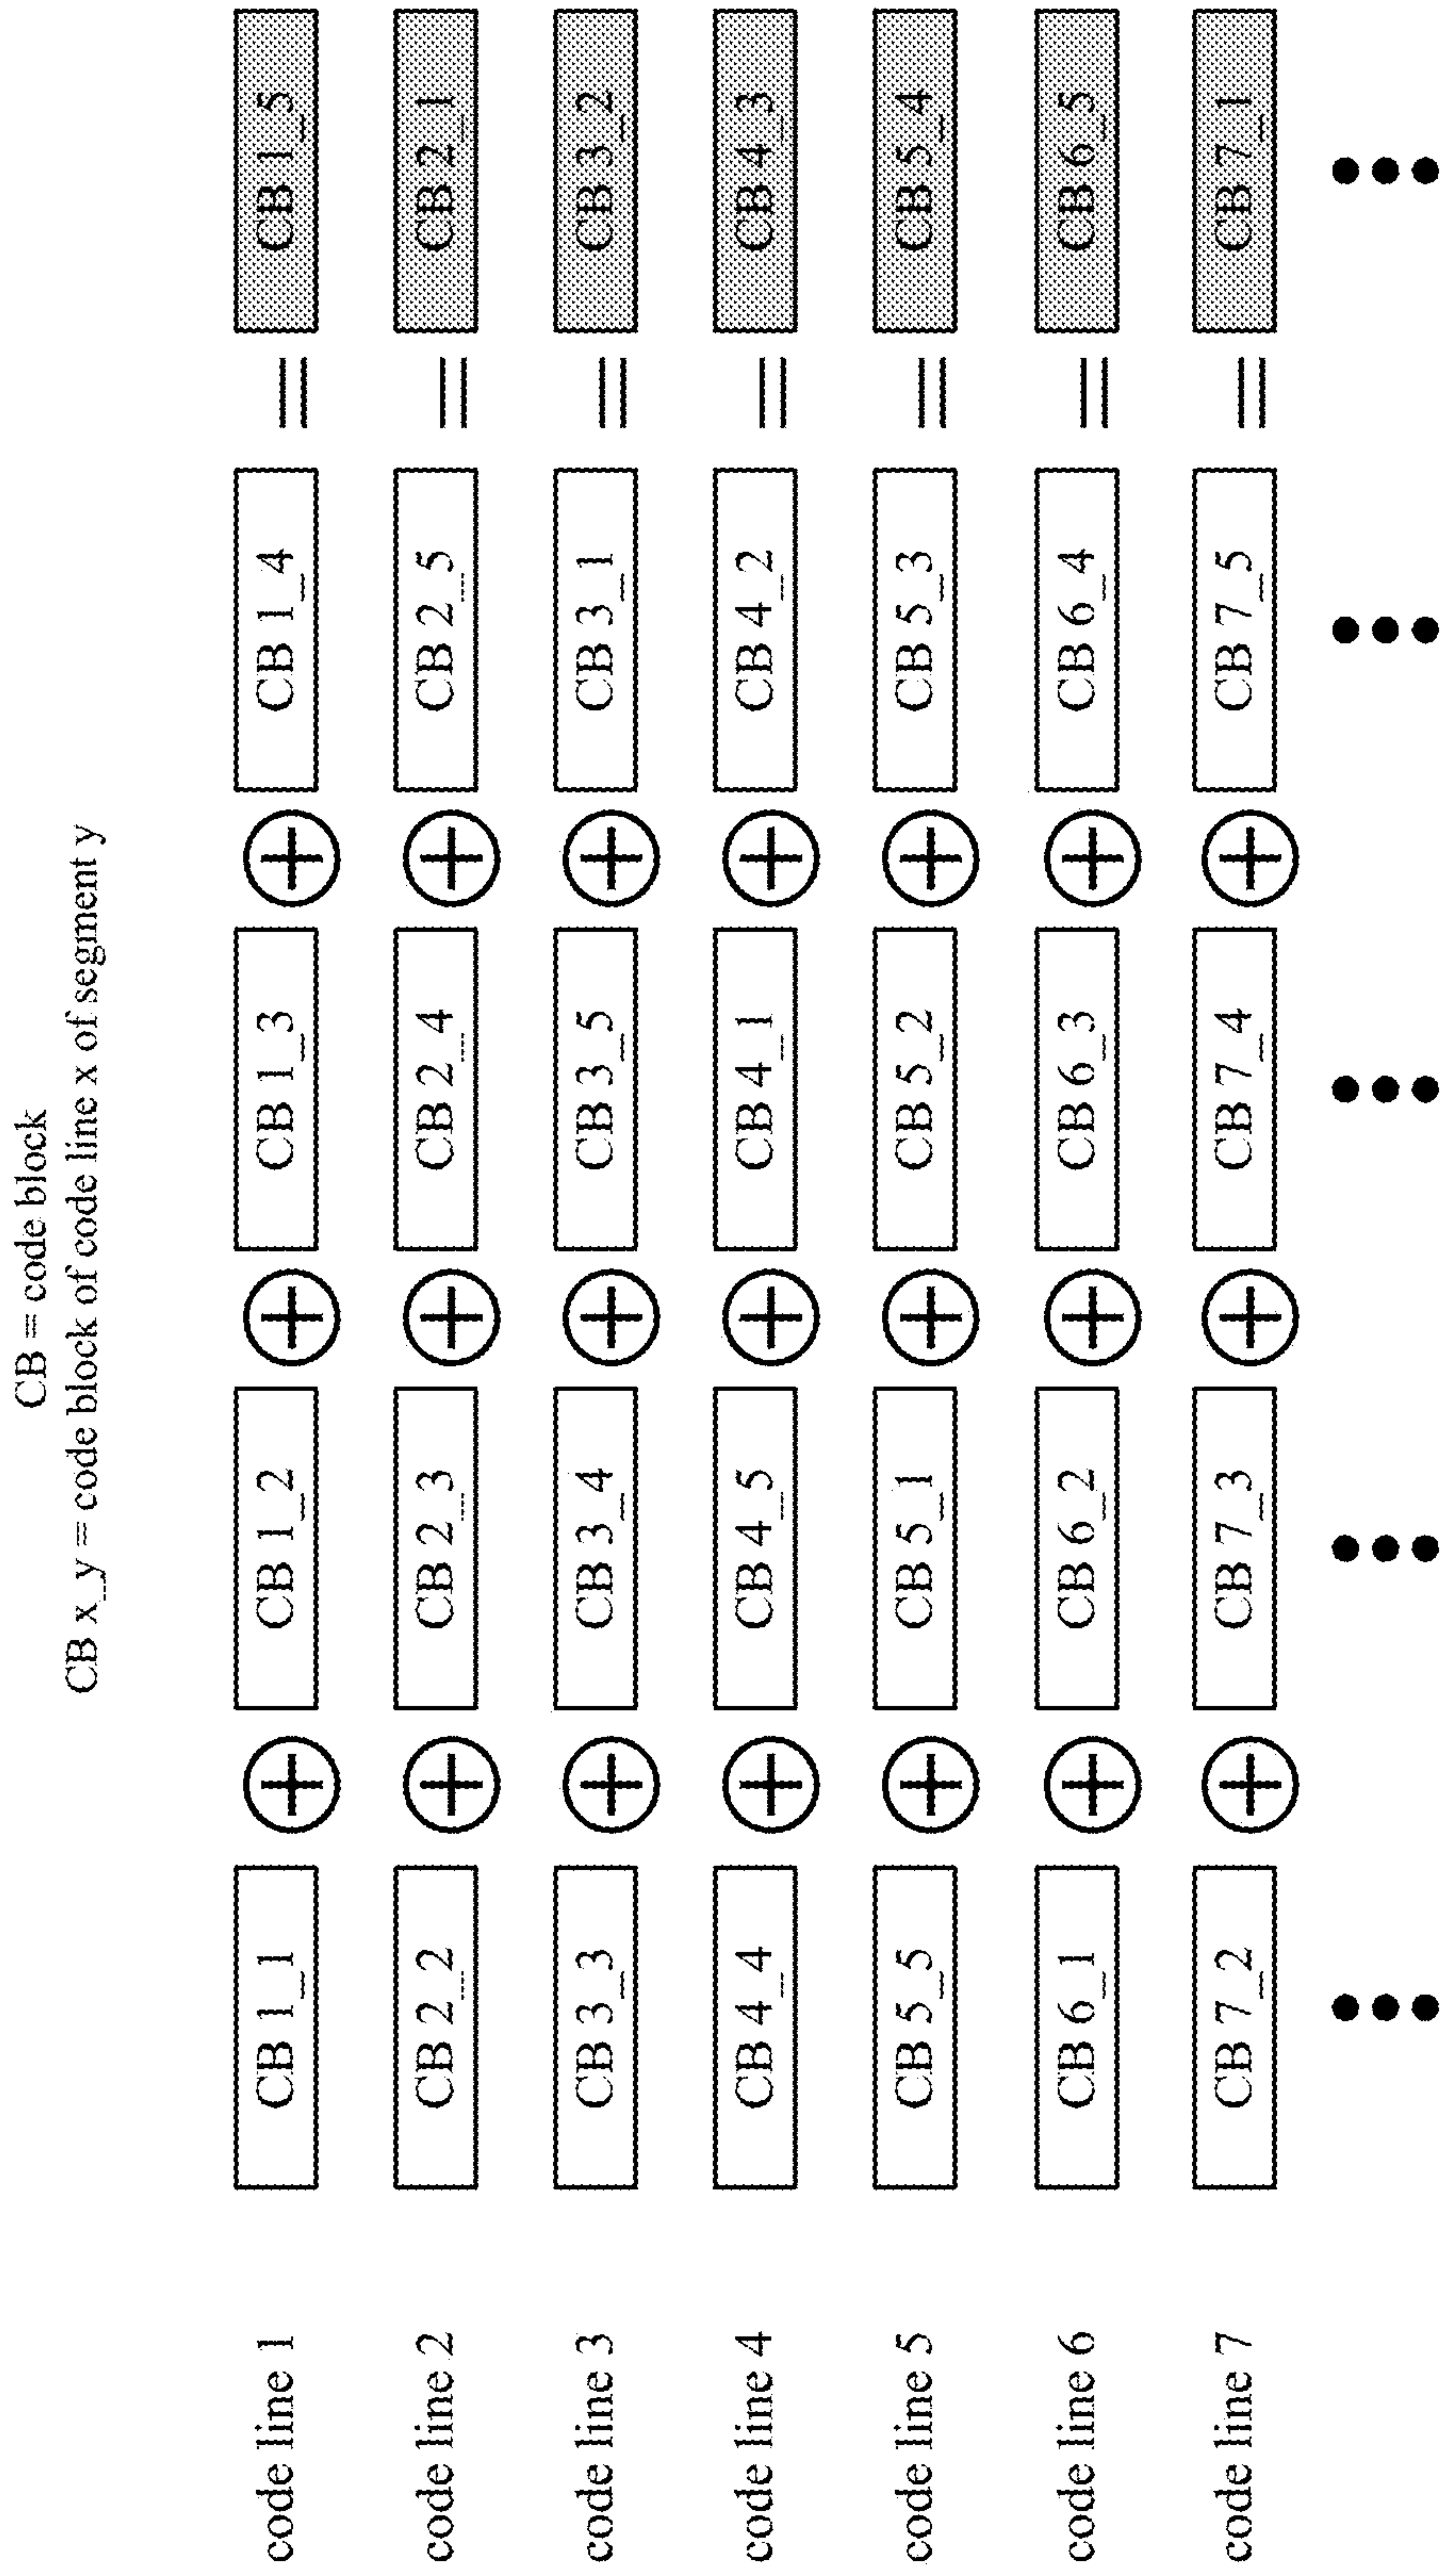 CB = code block
CB x_y = code block of code line x of segment y
code line 1 CB 1_1 ⊕ CB 1_2 ⊕ CB 1_3 ⊕ CB 1_4 = CB 1_5
code line 2 CB 2_2 ⊕ CB 2_3 ⊕ CB 2_4 ⊕ CB 2_5 = CB 2_1
code line 3 CB 3_3 ⊕ CB 3_4 ⊕ CB 3_5 ⊕ CB 3_1 = CB 3_2
code line 4 CB 4_4 ⊕ CB 4_5 ⊕ CB 4_1 ⊕ CB 4_2 = CB 4_3
code line 5 CB 5_5 ⊕ CB 5_1 ⊕ CB 5_2 ⊕ CB 5_3 = CB 5_4
code line 6 CB 6_1 ⊕ CB 6_2 ⊕ CB 6_3 ⊕ CB 6_4 = CB 6_5
code line 7 CB 7_2 ⊕ CB 7_3 ⊕ CB 7_4 ⊕ CB 7_5 = CB 7_1